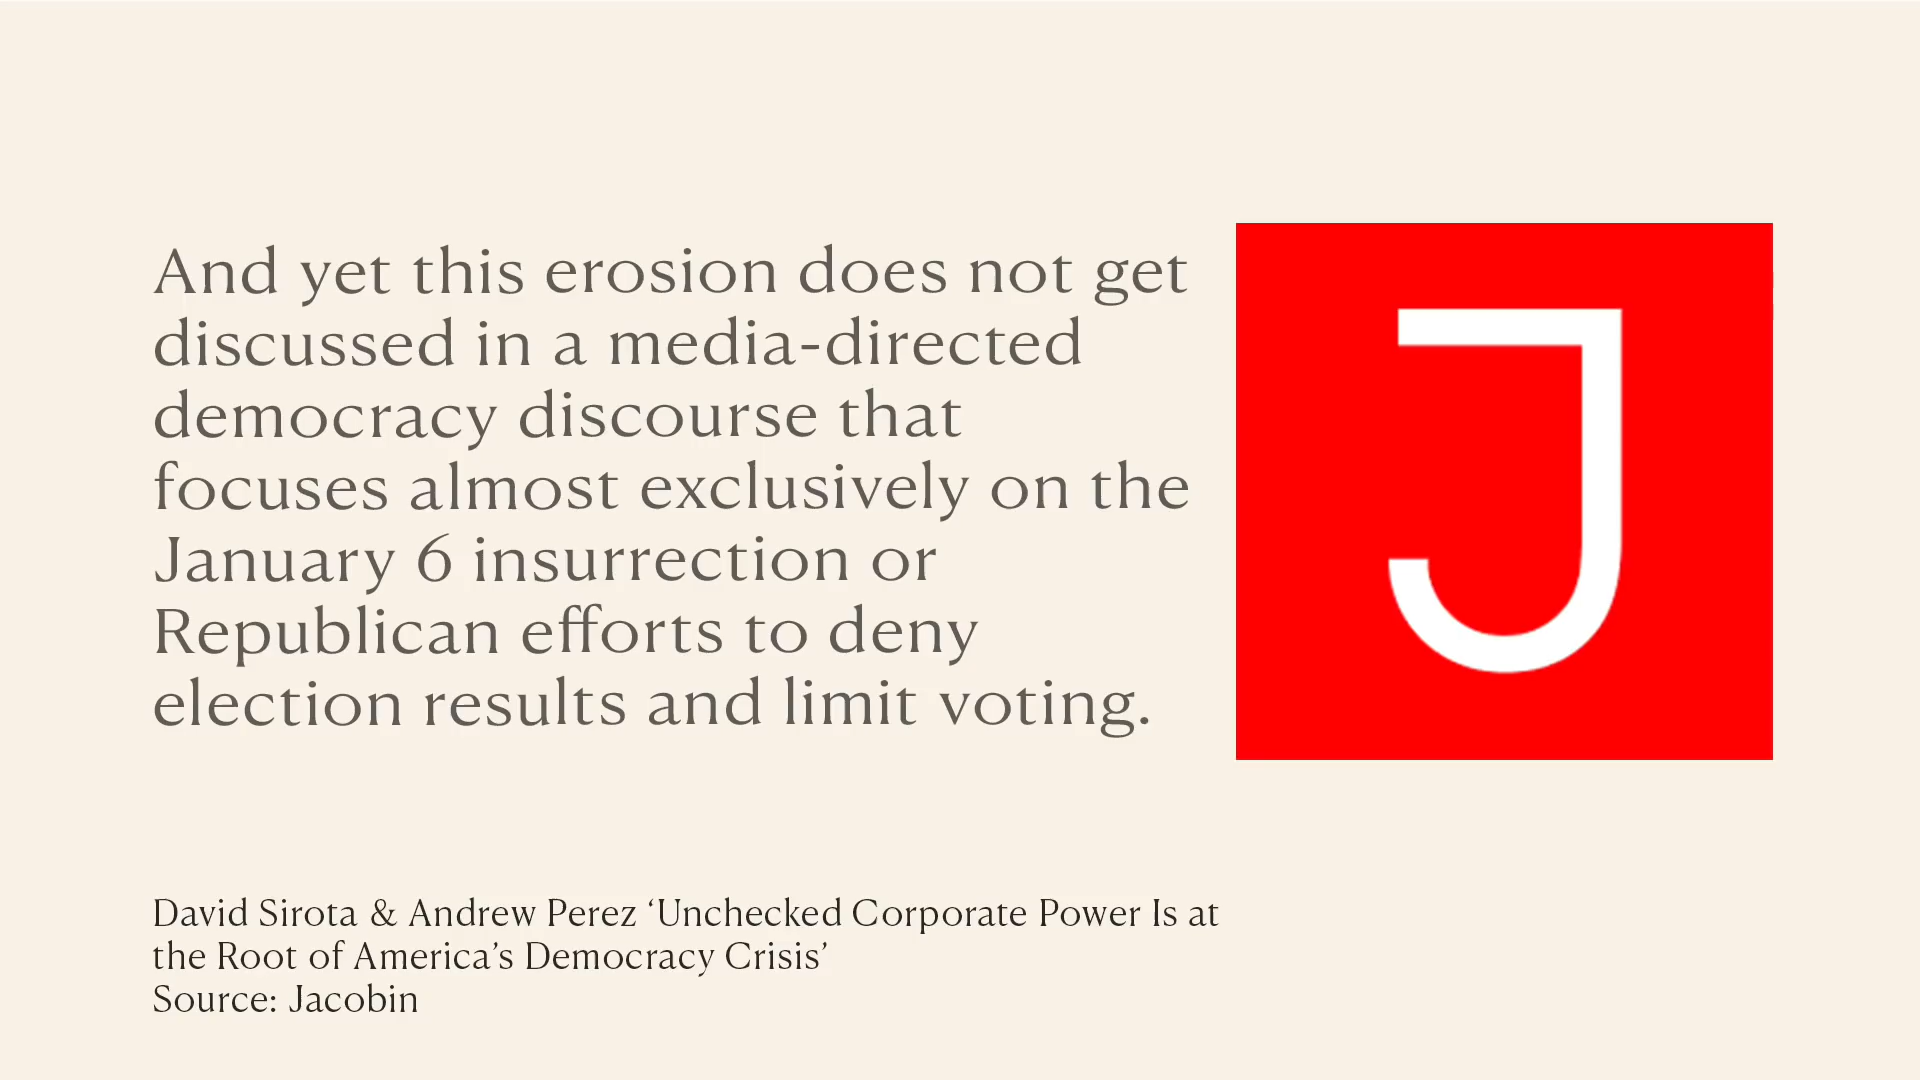 And yet this erosion does not get
discussed in a media-directed
democracy discourse that
focuses almost exclusively on the
January 6 insurrection or
Republican efforts to deny
election results and limit voting.
J
David Sirota & Andrew Perez ‘Unchecked Corporate Power Is at
the Root of America’s Democracy Crisis’
Source: Jacobin